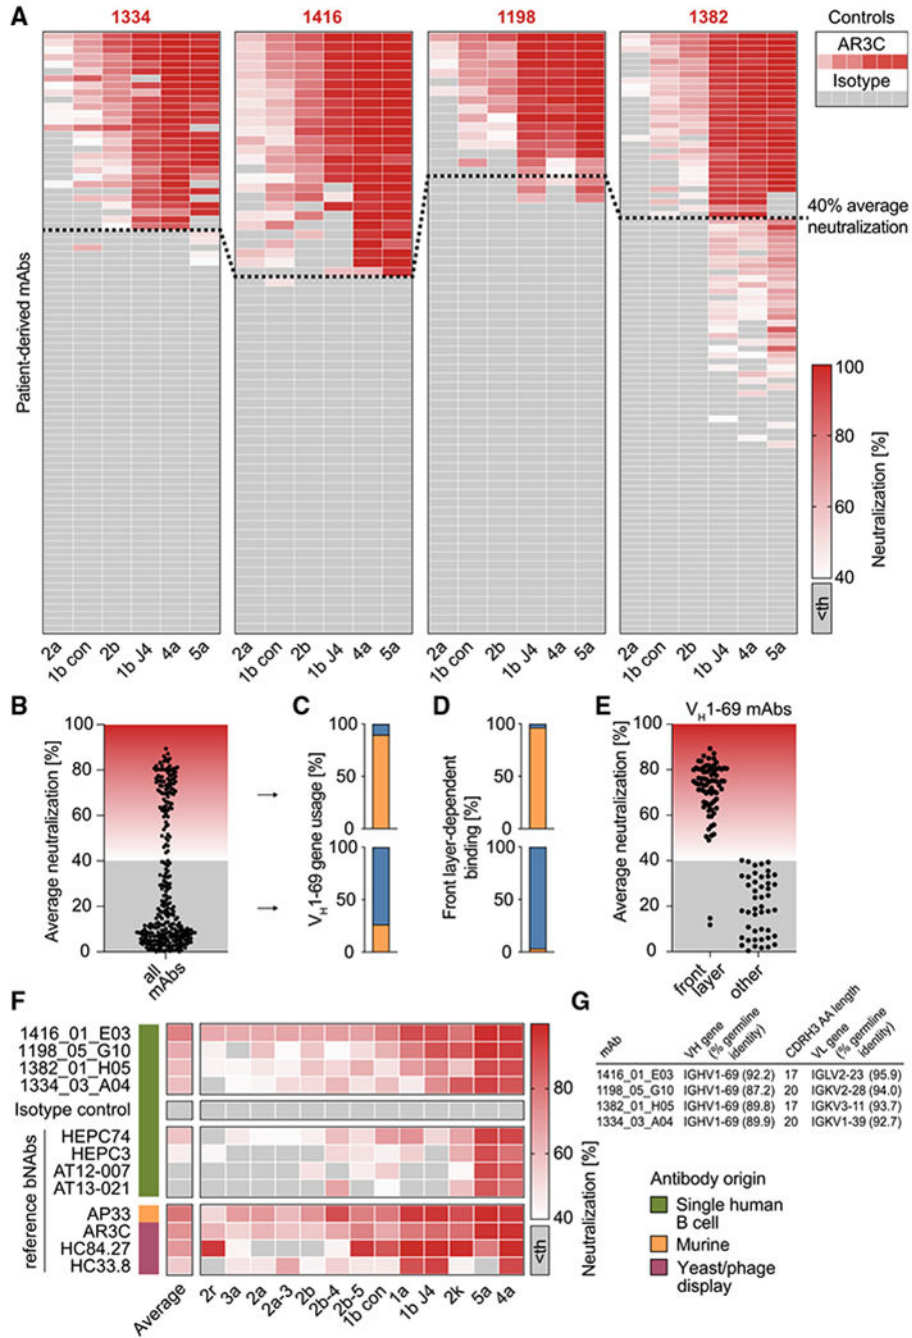 A
1334
1416
1198
1382
Controls
AR3C
Isotype
Patient-derived mAbs
40% average
neutralization
100
80
60
40
<th
Neutralization [%]
2a
1b con
2b
1b J4
4a
5a
2a
1b con
2b
1b J4
4a
5a
2a
1b con
2b
1b J4
4a
5a
2a
1b con
2b
1b J4
4a
5a
B
Average neutralization [%]
100
80
60
40
20
0
all
mAbs
C
VH1-69 gene usage [%]
100
50
0
100
50
0
D
Front layer-dependent
binding [%]
100
50
0
100
50
0
E
VH1-69 mAbs
Average neutralization [%]
100
80
60
40
20
0
front
layer
other
F
1416_01_E03
1198_05_G10
1382_01_H05
1334_03_A04
Isotype control
reference bNAbs
HEPC74
HEPC3
AT12-007
AT13-021
AP33
AR3C
HC84.27
HC33.8
Average
2r
3a
2a
2a-3
2b
2b-4
2b-5
1b con
1a
1b J4
2k
5a
4a
80
60
40
<th
Neutralization [%]
G
mAb
VH gene
(% germline
identity)
CDRH3 AA length
VL gene
(% germline
identity)
1416_01_E03 IGHV1-69 (92.2) 17 IGLV2-23 (95.9)
1198_05_G10 IGHV1-69 (87.2) 20 IGKV2-28 (94.0)
1382_01_H05 IGHV1-69 (89.8) 17 IGKV3-11 (93.7)
1334_03_A04 IGHV1-69 (89.9) 20 IGKV1-39 (92.7)
Antibody origin
Single human
B cell
Murine
Yeast/phage
display